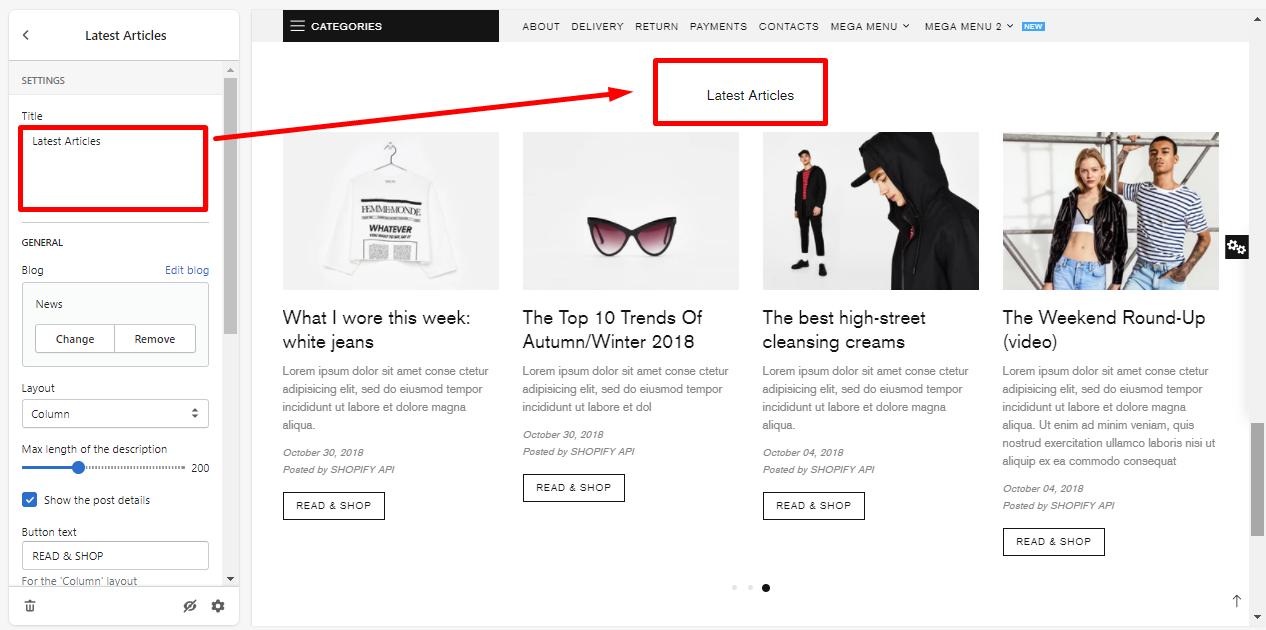 Latest Articles
SETTINGS
Title
Latest Articles
GENERAL
Blog
Edit blog
News
Change
Remove
Layout
Column
Max length of the description
200
Show the post details
Button text
READ & SHOP
For the 'Column' layout
CATEGORIES
ABOUT
DELIVERY
RETURN
PAYMENTS
CONTACTS
MEGA MENU
MEGA MENU 2
NEW
Latest Articles
FEMME DE MONDE
WHATEVER
What I wore this week:
white jeans
Lorem ipsum dolor sit amet conse ctetur
adipisicing elit, sed do eiusmod tempor
incididunt ut labore et dolore magna
aliqua.
October 30, 2018
Posted by SHOPIFY API
READ & SHOP
The Top 10 Trends Of
Autumn/Winter 2018
Lorem ipsum dolor sit amet conse ctetur
adipisicing elit, sed do eiusmod tempor
incididunt ut labore et dol
October 30, 2018
Posted by SHOPIFY API
READ & SHOP
The best high-street
cleansing creams
Lorem ipsum dolor sit amet conse ctetur
adipisicing elit, sed do eiusmod tempor
incididunt ut labore et dolore magna
aliqua.
October 04, 2018
Posted by SHOPIFY API
READ & SHOP
The Weekend Round-Up
(video)
Lorem ipsum dolor sit amet conse ctetur
adipisicing elit, sed do eiusmod tempor
incididunt ut labore et dolore magna
aliqua. Ut enim ad minim veniam, quis
nostrud exercitation ullamco laboris nisi ut
aliquip ex ea commodo consequat
October 04, 2018
Posted by SHOPIFY API
READ & SHOP